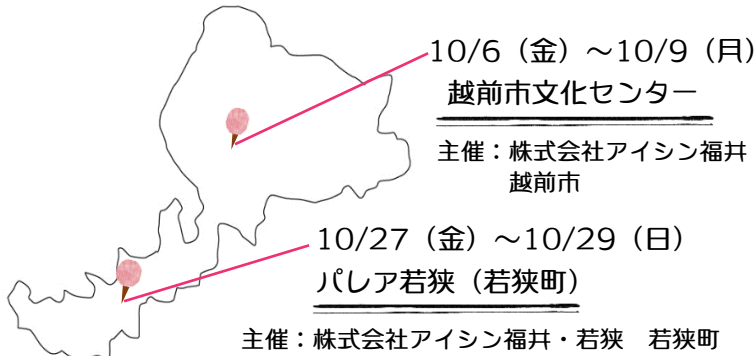 10/6（金）～10/9（月）
越前市文化センター
主催：株式会社アイシン福井
越前市
10/27（金）～10/29（日）
パレア若狭（若狭町）
主催：株式会社アイシン福井・若狭　若狭町